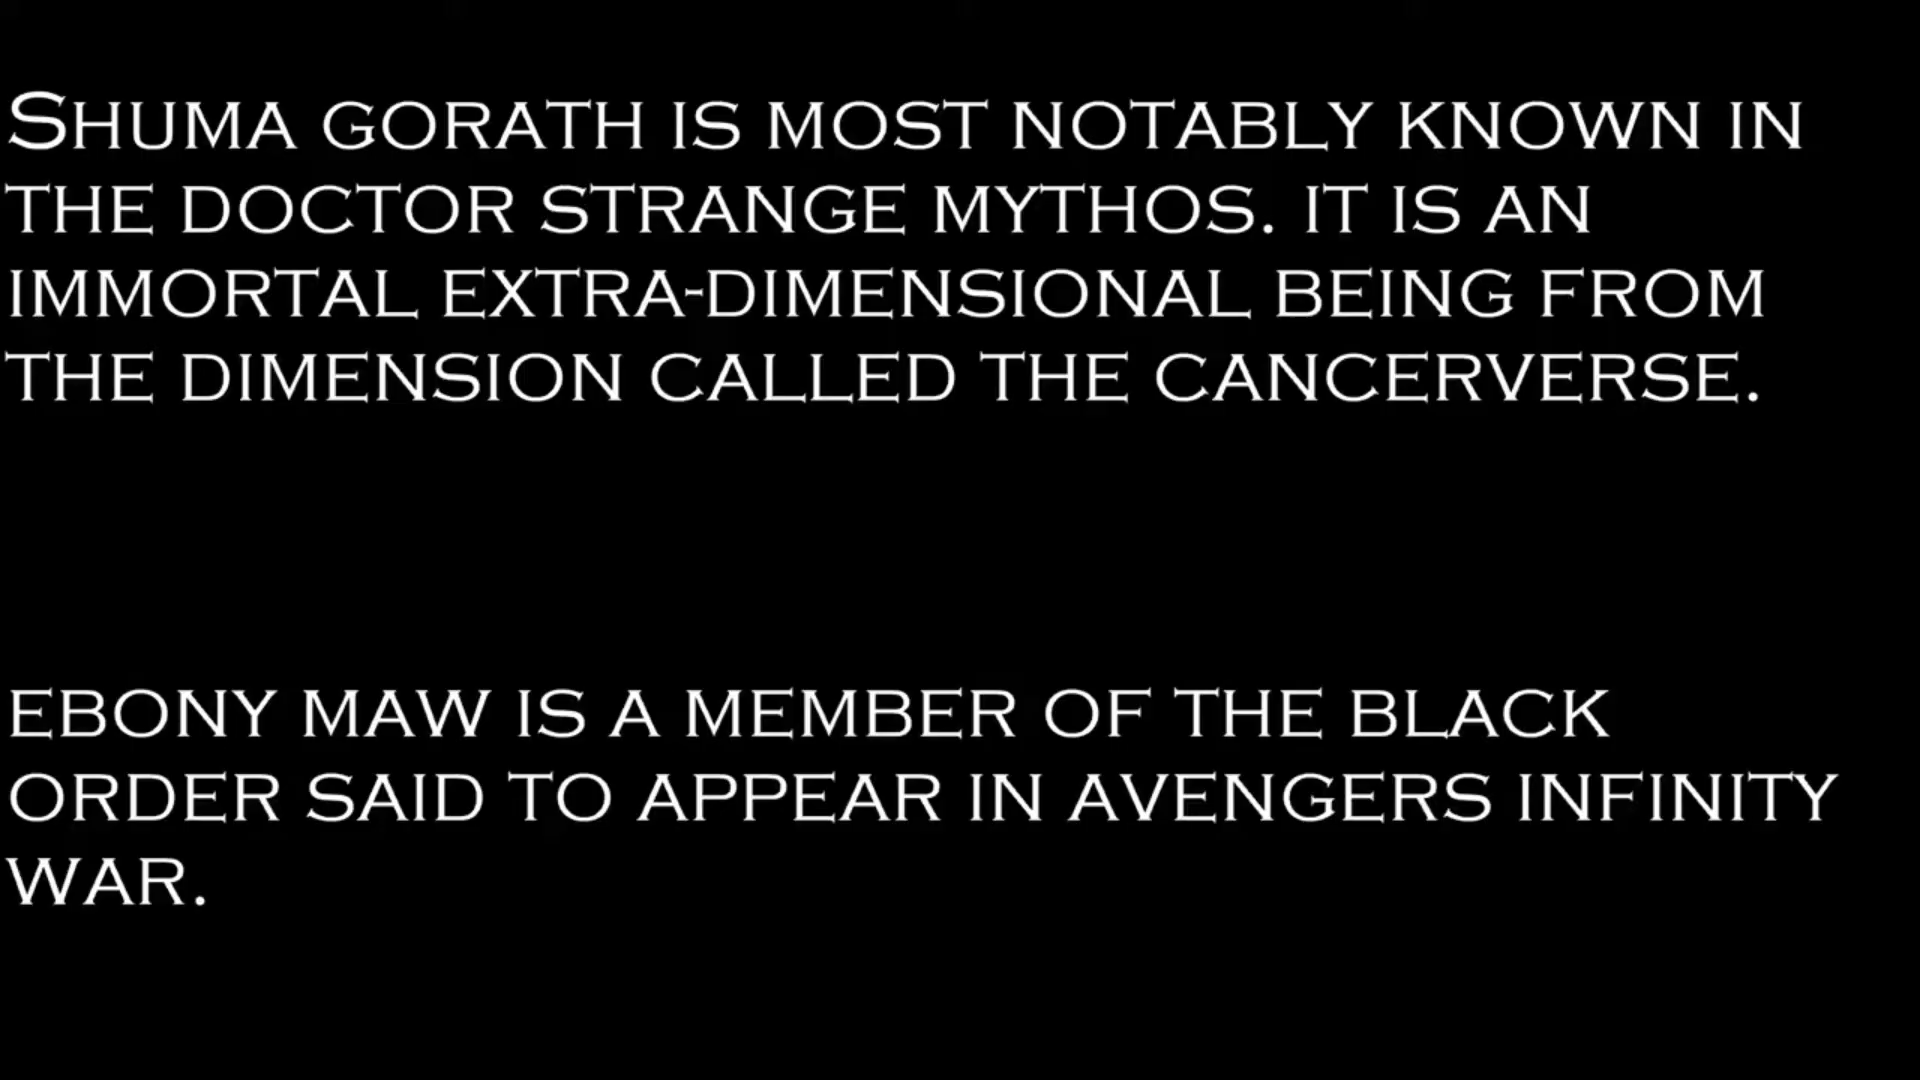 Shuma gorath is most notably known in
the doctor strange mythos. it is an
immortal extra-dimensional being from
the dimension called the cancerverse.
ebony maw is a member of the black
order said to appear in avengers infinity
war.